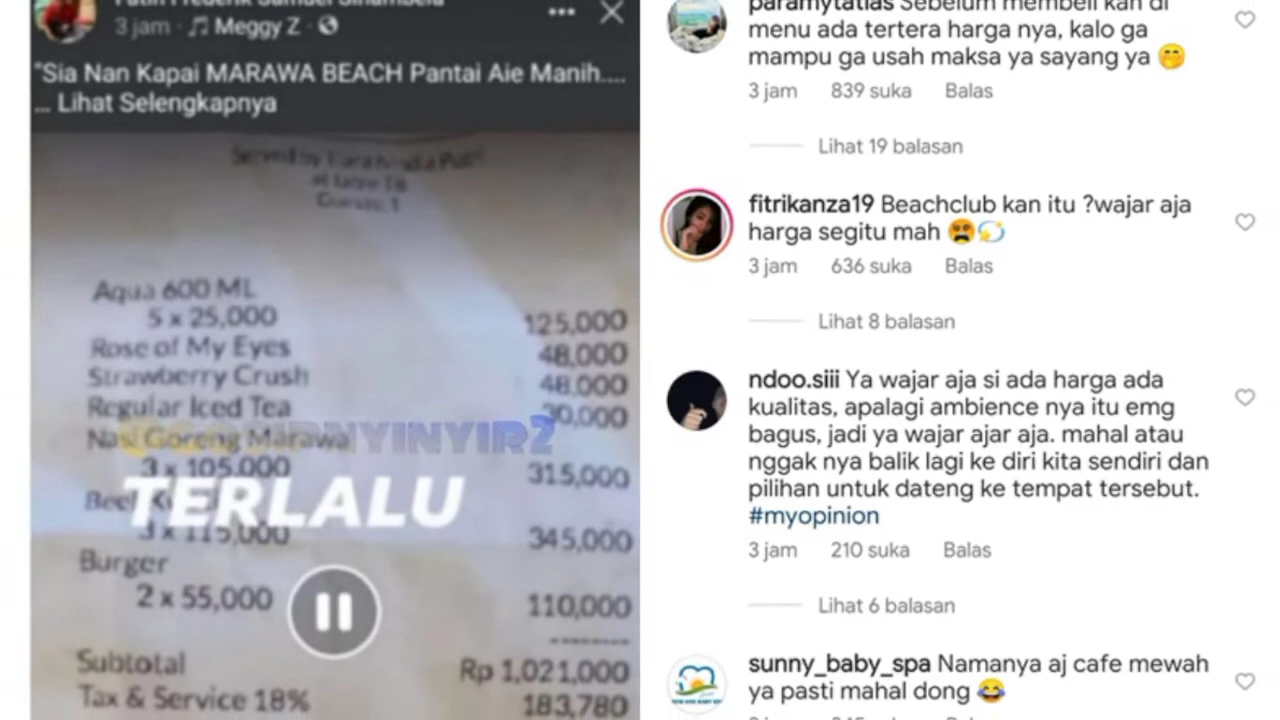 3 jam · Meggy Z ·
"Sia Nan Kapai MARAWA BEACH Pantai Aie Manih....
... Lihat Selengkapnya
Aqua 600 ML
5 x 25,000 125,000
Rose of My Eyes 48,000
Strawberry Crush 48,000
Regular Iced Tea 30,000
Nasi Goreng Marawa
3 x 105,000 315,000
TERLALU
3 x 115,000 345,000
Burger
2 x 55,000 110,000
Subtotal Rp 1,021,000
Tax & Service 18% 183,780
paramytatias Sebelum membeli kan di
menu ada tertera harga nya, kalo ga
mampu ga usah maksa ya sayang ya 🤭
3 jam 839 suka Balas
Lihat 19 balasan
fitrikanza19 Beachclub kan itu ?wajar aja
harga segitu mah
3 jam 636 suka Balas
Lihat 8 balasan
ndoo.siii Ya wajar aja si ada harga ada
kualitas, apalagi ambience nya itu emg
bagus, jadi ya wajar ajar aja. mahal atau
nggak nya balik lagi ke diri kita sendiri dan
pilihan untuk dateng ke tempat tersebut.
#myopinion
3 jam 210 suka Balas
Lihat 6 balasan
sunny_baby_spa Namanya aj cafe mewah
ya pasti mahal dong 😂